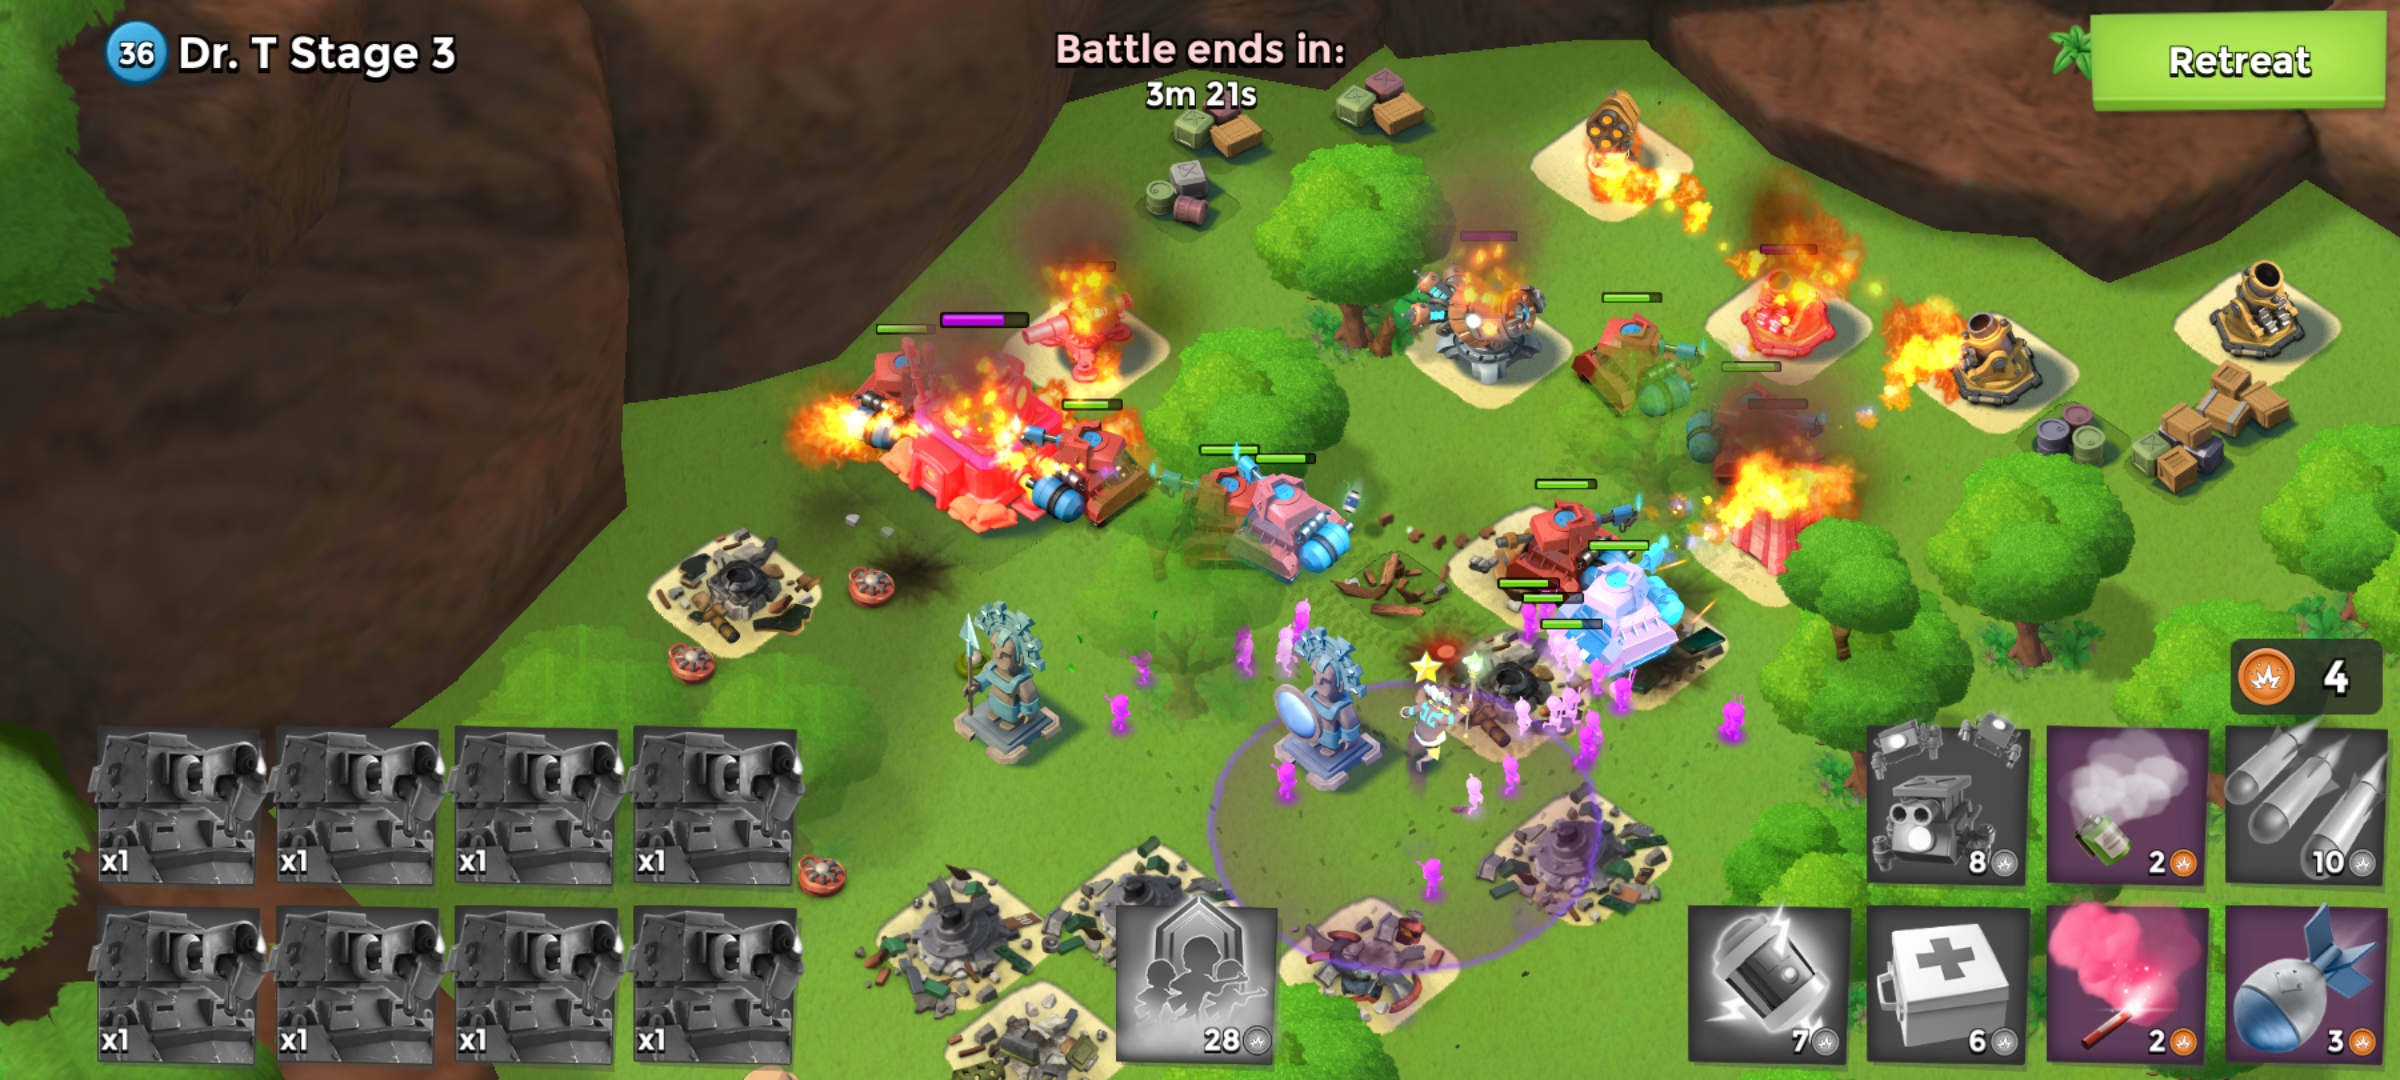 36 Dr. T Stage 3
Battle ends in:
3m 21s
Retreat
4
x1 x1 x1 x1
8 2 10
x1 x1 x1 x1
28
7 6 2 3